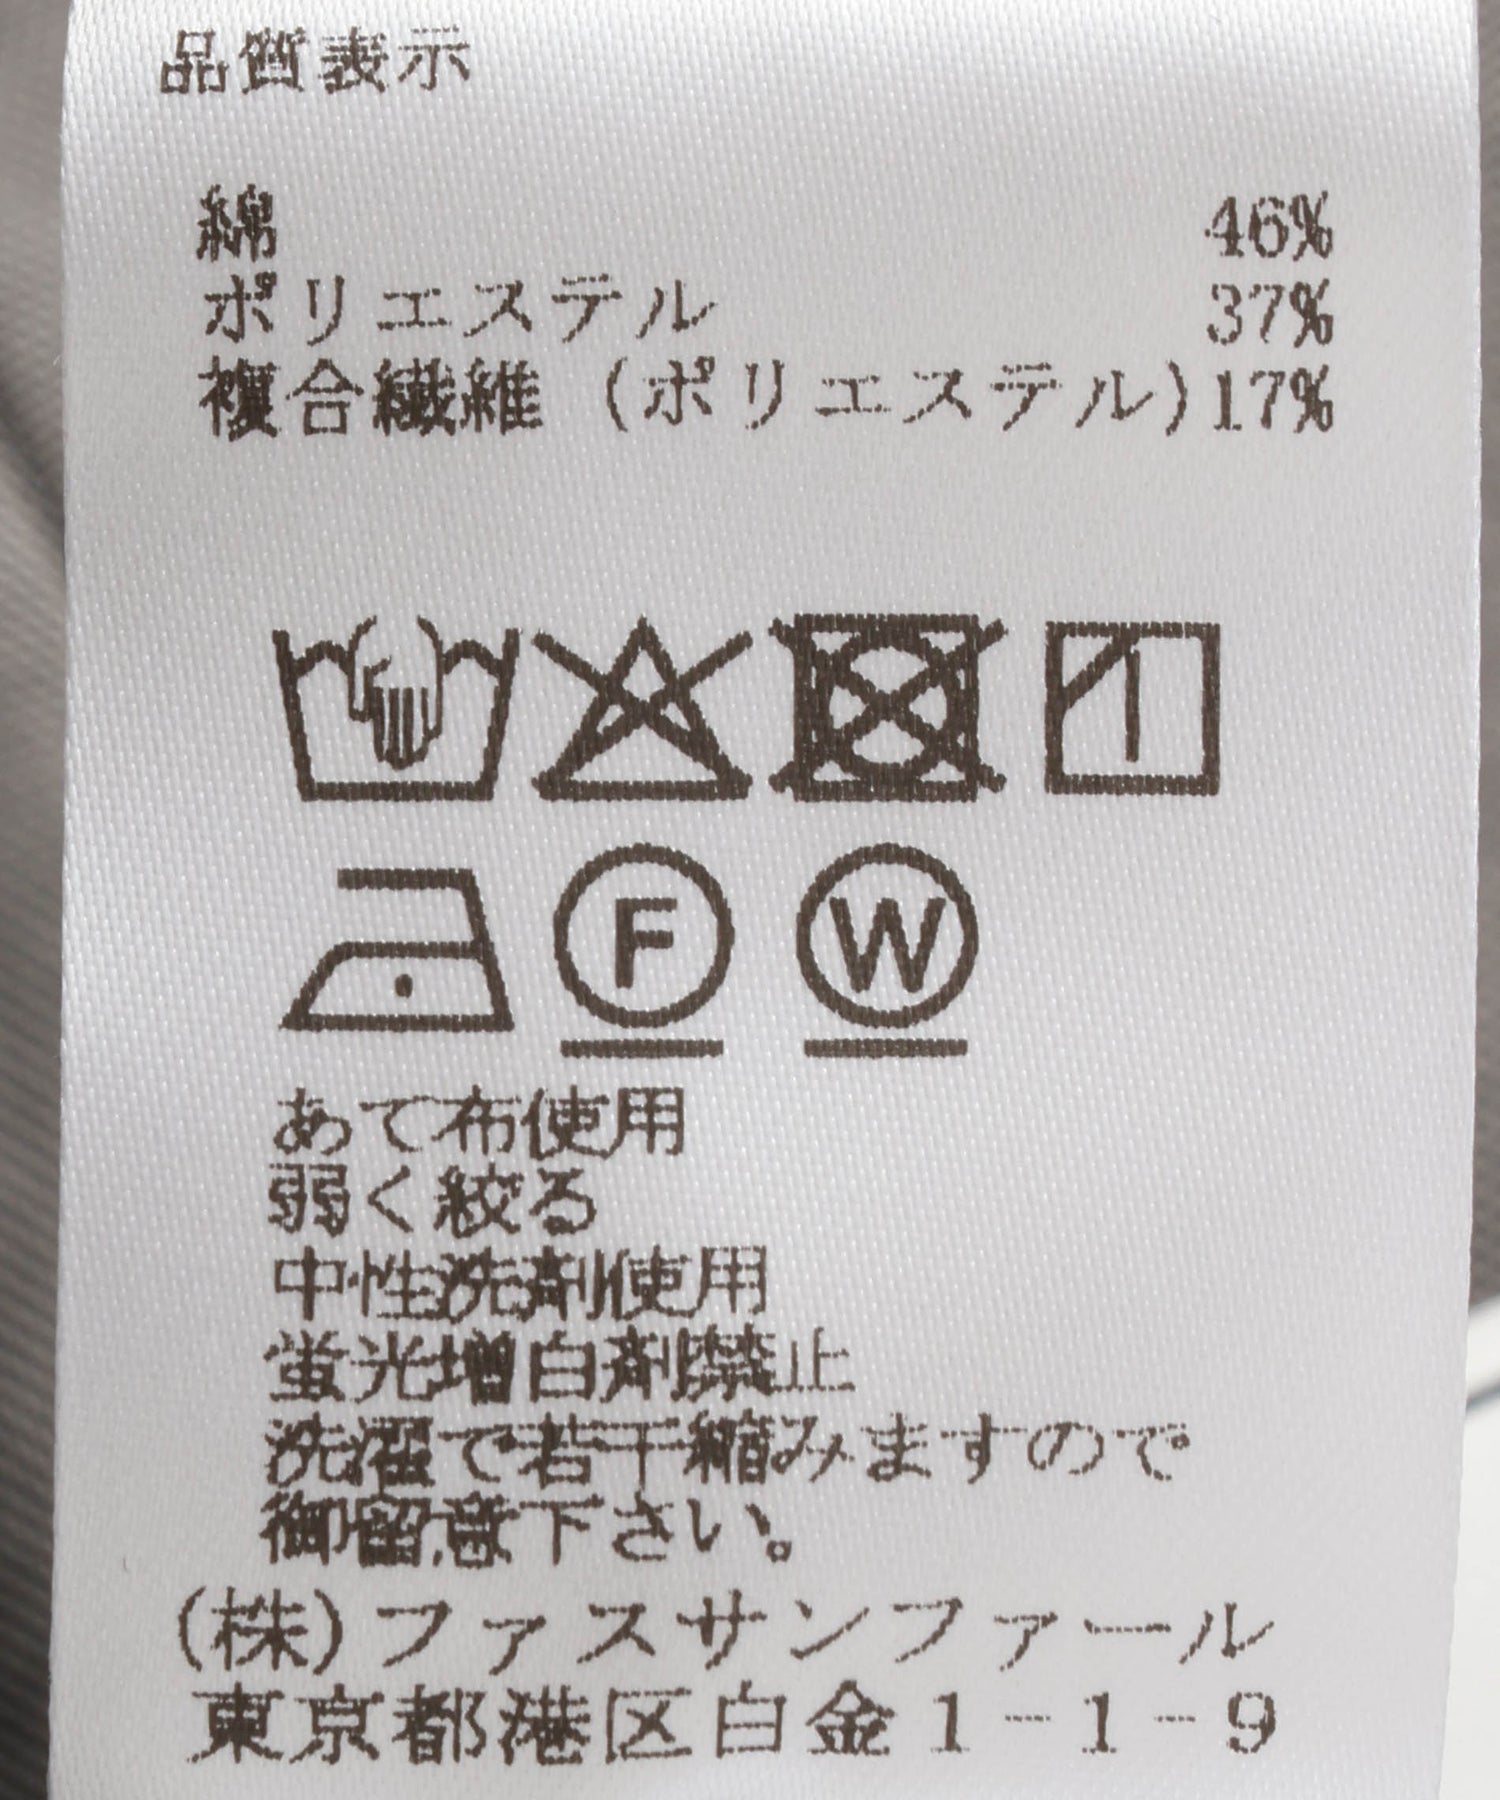 品質表示
綿 46%
ポリエステル 37%
複合繊維(ポリエステル)17%
F W
あて布使用
弱く絞る
中性洗剤使用
蛍光増白剤禁止
洗濯で若干縮みますので
御留意下さい。
(株)ファスサンファール
東京都港区白金1-1-9